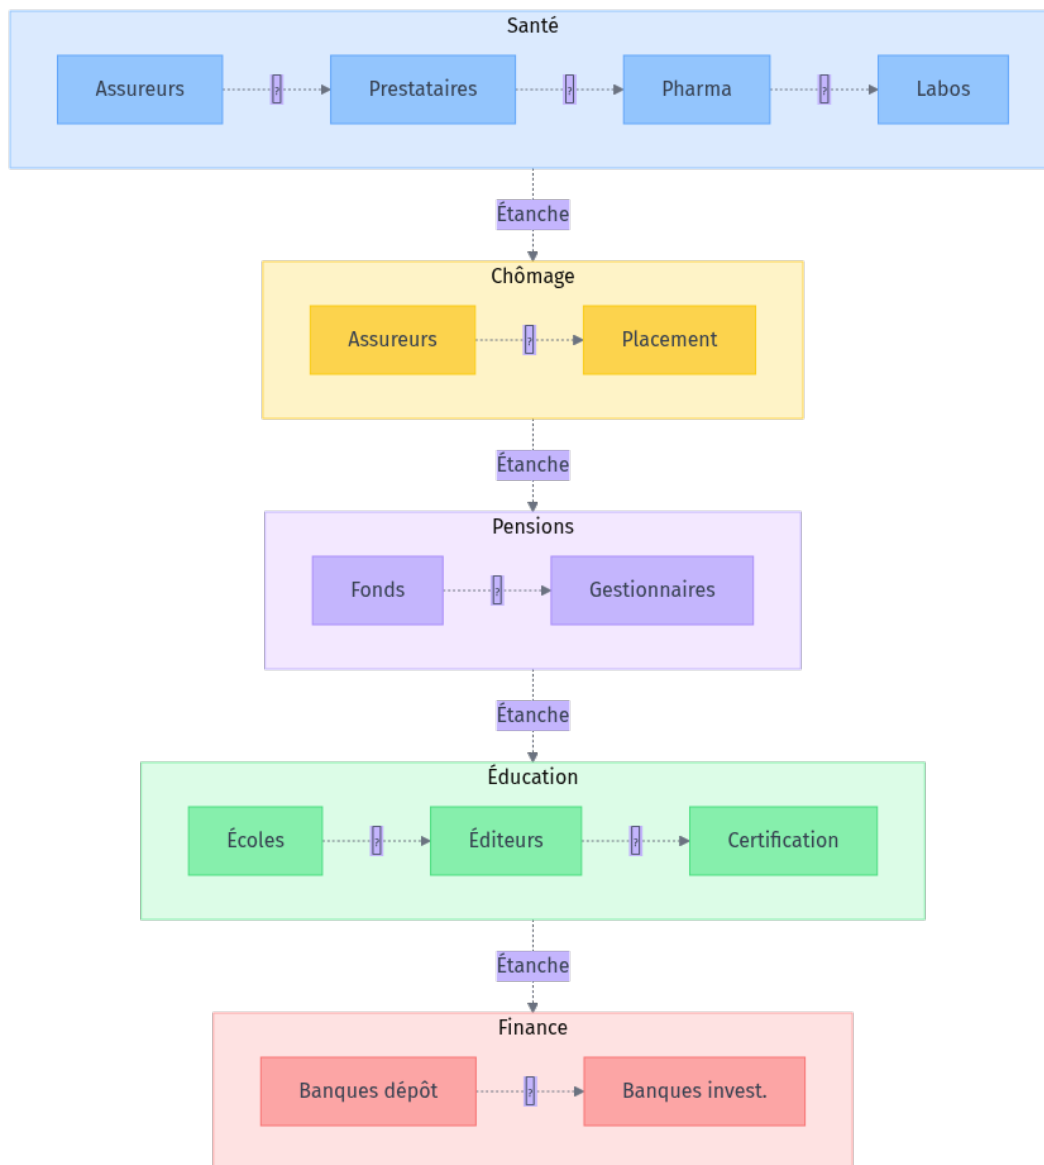 Santé
Assureurs ? Prestataires ? Pharma ? Labos
Étanche
Chômage
Assureurs ? Placement
Étanche
Pensions
Fonds ? Gestionnaires
Étanche
Éducation
Écoles ? Éditeurs ? Certification
Étanche
Finance
Banques dépôt ? Banques invest.